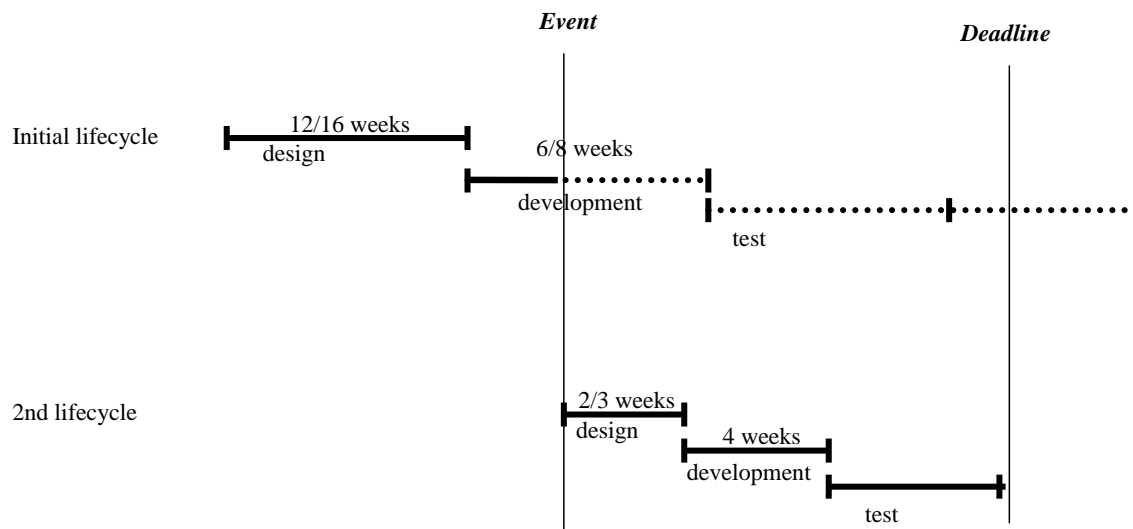 Event
Deadline
Initial lifecycle
12/16 weeks
design
6/8 weeks
development
test
2nd lifecycle
2/3 weeks
design
4 weeks
development
test